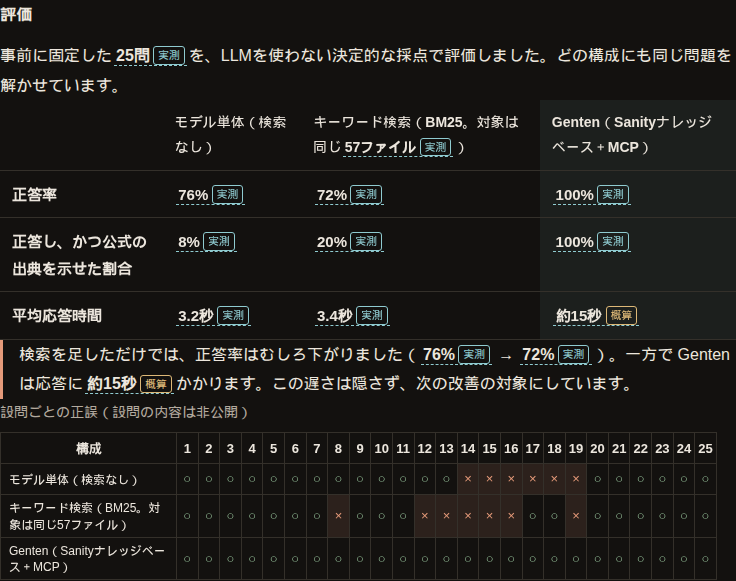 評価
事前に固定した 25問 実測 を、LLMを使わない決定的な採点で評価しました。どの構成にも同じ問題を
解かせています。
モデル単体（検索なし） キーワード検索（BM25。対象は同じ 57ファイル 実測 ） Genten（Sanityナレッジベース + MCP）
正答率 76% 実測 72% 実測 100% 実測
正答し、かつ公式の出典を示せた割合 8% 実測 20% 実測 100% 実測
平均応答時間 3.2秒 実測 3.4秒 実測 約15秒 概算
検索を足しただけでは、正答率はむしろ下がりました（ 76% 実測 → 72% 実測 ）。一方で Genten
は応答に 約15秒 概算 かかります。この遅さは隠さず、次の改善の対象にしています。
設問ごとの正誤（設問の内容は非公開）
構成 1 2 3 4 5 6 7 8 9 10 11 12 13 14 15 16 17 18 19 20 21 22 23 24 25
モデル単体（検索なし） ○ ○ ○ ○ ○ ○ ○ ○ ○ ○ ○ ○ ○ × × × × × × ○ ○ ○ ○ ○ ○
キーワード検索（BM25。対象は同じ57ファイル） ○ ○ ○ ○ ○ ○ ○ × ○ ○ ○ × × × × × ○ ○ × ○ ○ ○ ○ ○ ○
Genten（Sanityナレッジベース + MCP） ○ ○ ○ ○ ○ ○ ○ ○ ○ ○ ○ ○ ○ ○ ○ ○ ○ ○ ○ ○ ○ ○ ○ ○ ○